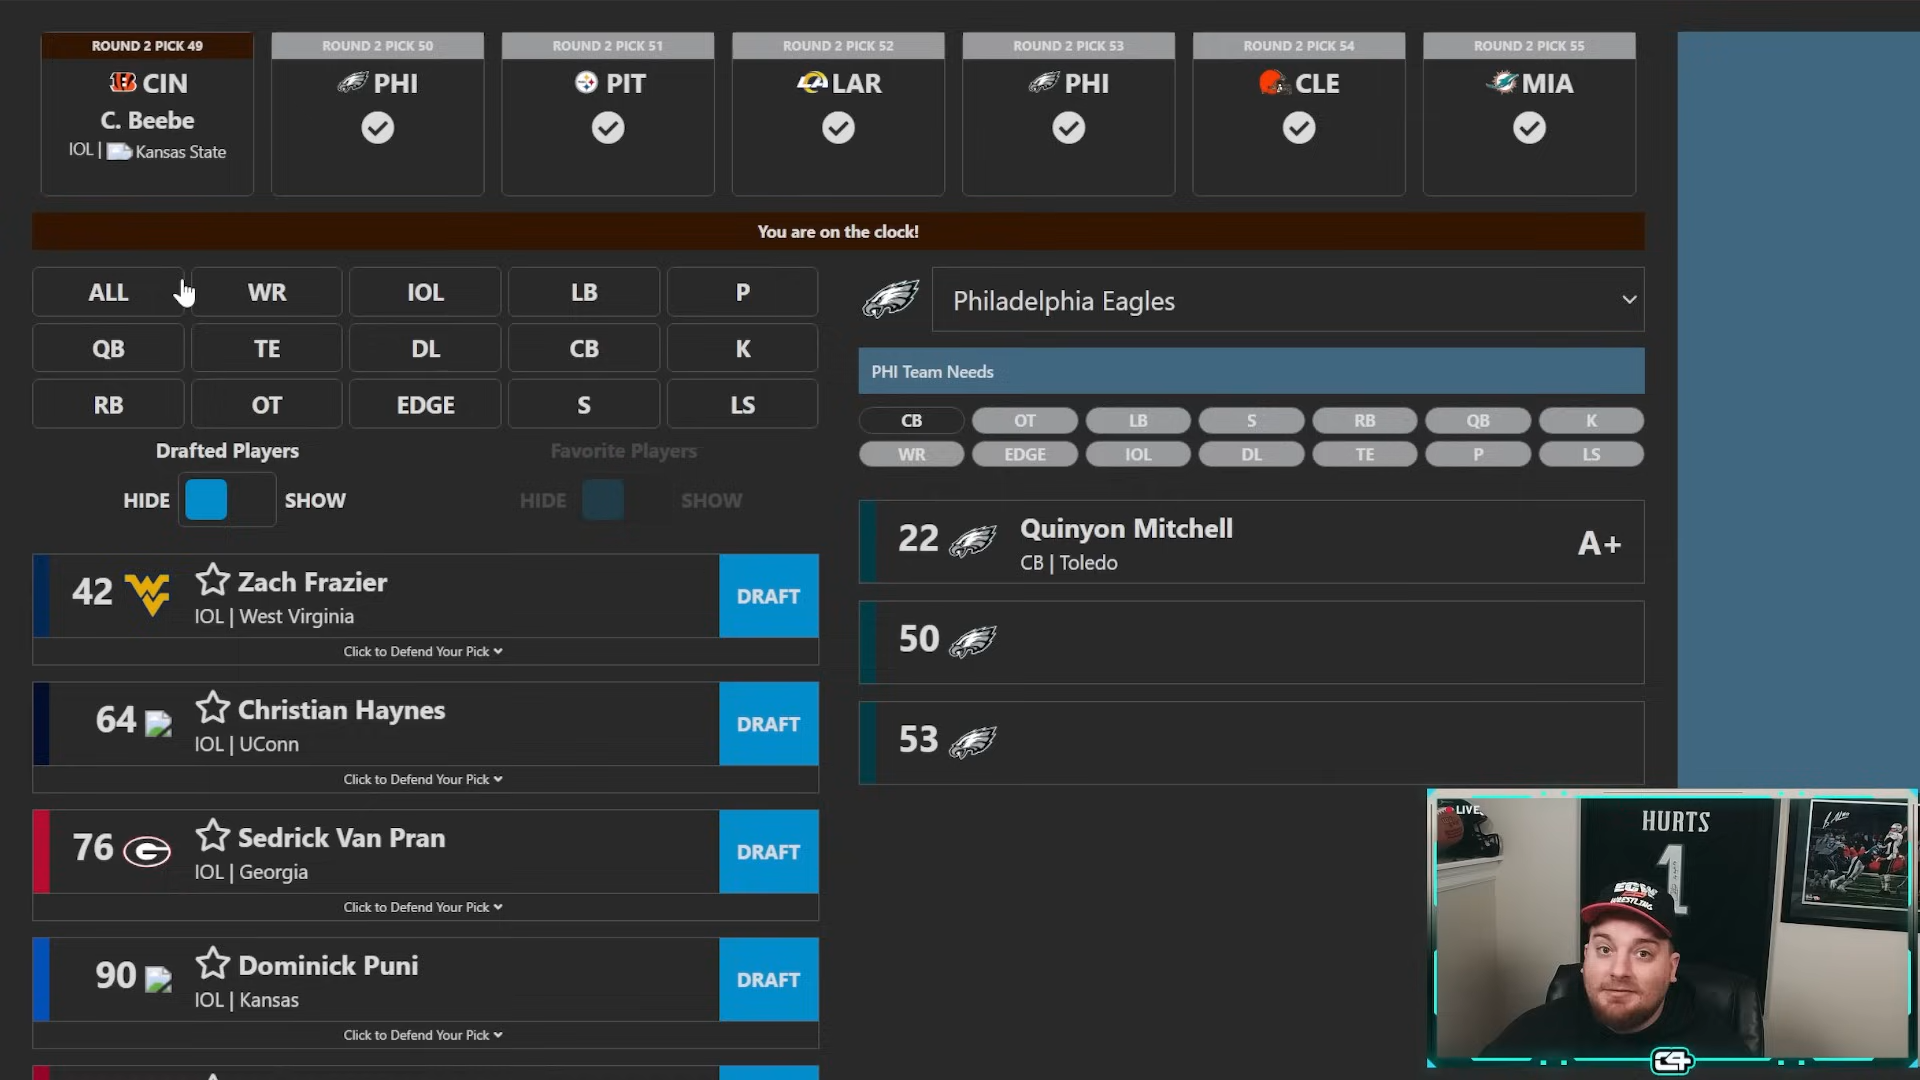 ROUND 2 PICK 49
CIN
C. Beebe
IOL | Kansas State
ROUND 2 PICK 50
PHI
ROUND 2 PICK 51
PIT
ROUND 2 PICK 52
LAR
ROUND 2 PICK 53
PHI
ROUND 2 PICK 54
CLE
ROUND 2 PICK 55
MIA
You are on the clock!
ALL WR IOL LB P
QB TE DL CB K
RB OT EDGE S LS
Drafted Players
HIDE SHOW
Favorite Players
HIDE SHOW
42 Zach Frazier
IOL | West Virginia
DRAFT
Click to Defend Your Pick
64 Christian Haynes
IOL | UConn
DRAFT
Click to Defend Your Pick
76 Sedrick Van Pran
IOL | Georgia
DRAFT
Click to Defend Your Pick
90 Dominick Puni
IOL | Kansas
DRAFT
Click to Defend Your Pick
Philadelphia Eagles
PHI Team Needs
CB OT LB S RB QB K
WR EDGE IOL DL TE P LS
22 Quinyon Mitchell
CB | Toledo
A+
50
53
LIVE
HURTS
1
EGW
WRESTLING
C4